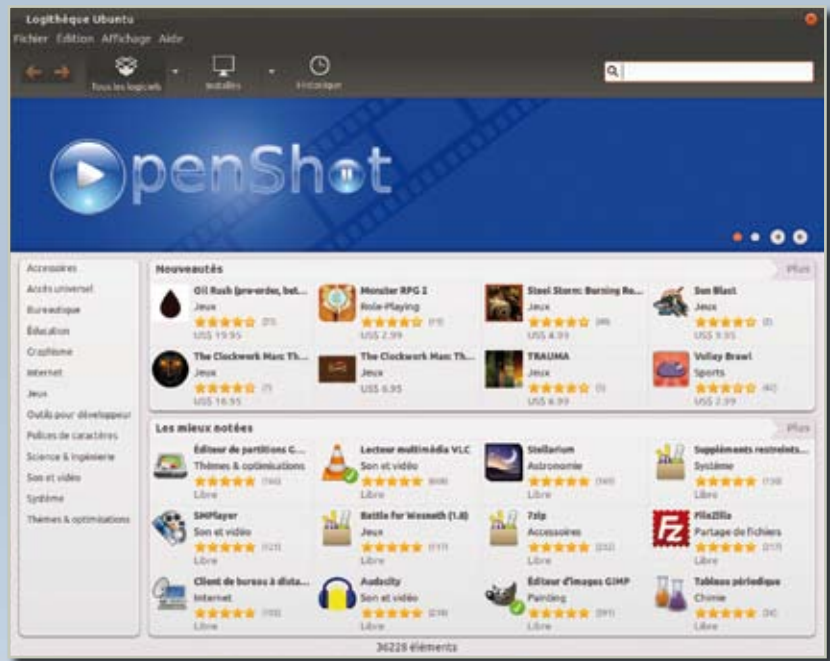 Logithèque Ubuntu
Fichier Édition Affichage Aide
Tous les logiciels Installés Historique
OpenShot
Accessoires
Accès universel
Bureautique
Éducation
Graphisme
Internet
Jeux
Outils pour développeur
Polices de caractères
Science & Ingénierie
Son et vidéo
Système
Thèmes & optimisations
Nouveautés Plus
Oil Rush (pre-order, bet...
Jeux
US$ 19.95
Monster RPG 2
Role-Playing
US$ 2.99
Steel Storm: Burning Re...
Jeux
US$ 4.99
Sun Blast
Jeux
US$ 9.95
The Clockwork Man: Th...
Jeux
(7)
US$ 16.95
The Clockwork Man: Th...
Jeux
US$ 6.95
TRAUMA
Jeux
US$ 6.99
Volley Brawl
Sports
US$ 2.99
Les mieux notées Plus
Éditeur de partitions G...
Thèmes & optimisations
Libre
Lecteur multimédia VLC
Son et vidéo
Libre
Stellarium
Astronomie
Libre
Suppléments restreints...
Système
Libre
SMPlayer
Son et vidéo
Libre
Battle for Wesnoth (1.8)
Jeux
Libre
7zip
Accessoires
Libre
FileZilla
Partage de fichiers
Libre
Client de bureau à dista...
Internet
Libre
Audacity
Son et vidéo
Libre
Éditeur d'images GIMP
Painting
Libre
Tableau périodique
Chimie
Libre
36228 éléments